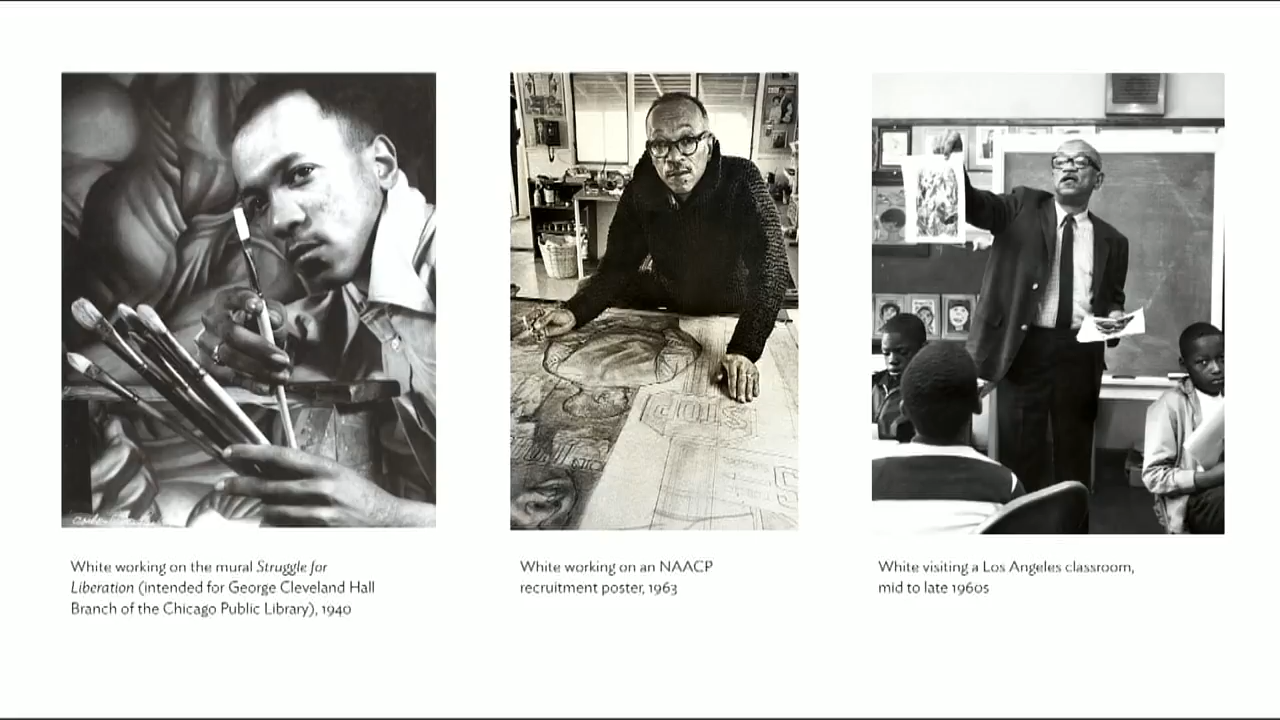 White working on the mural Struggle for
Liberation (intended for George Cleveland Hall
Branch of the Chicago Public Library), 1940
White working on an NAACP
recruitment poster, 1963
White visiting a Los Angeles classroom,
mid to late 1960s
JOIN